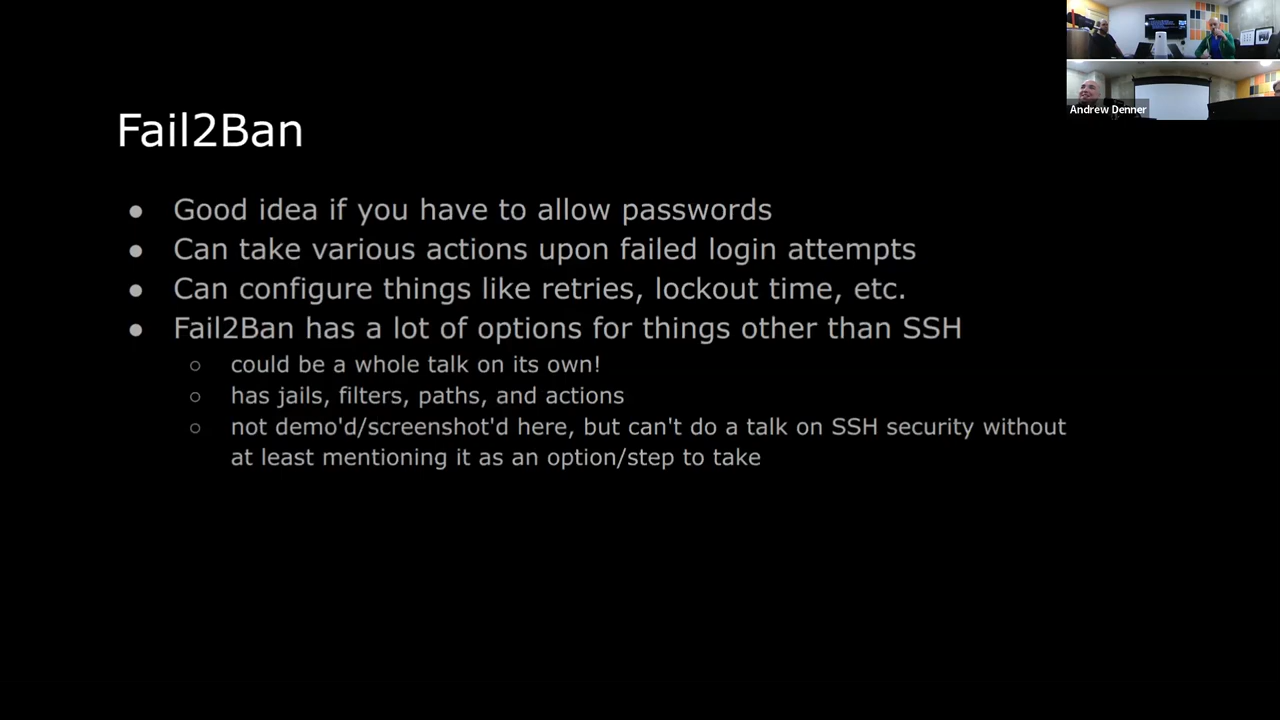 Fail2Ban
● Good idea if you have to allow passwords
● Can take various actions upon failed login attempts
● Can configure things like retries, lockout time, etc.
● Fail2Ban has a lot of options for things other than SSH
○ could be a whole talk on its own!
○ has jails, filters, paths, and actions
○ not demo'd/screenshot'd here, but can't do a talk on SSH security without
at least mentioning it as an option/step to take
Andrew Denner